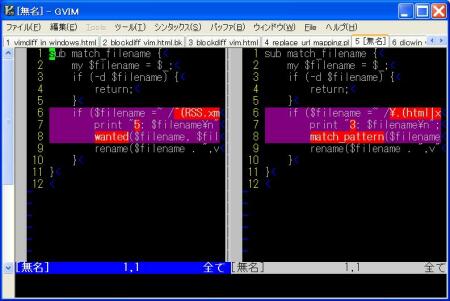 [無名] - GVIM
ファイル(F) 編集(E) Tools ツール(T) シンタックス(S) バッファ(B) ウィンドウ(W) File ヘルプ(H)
1 vimdiff in windows.html 2 blockdiff vim.html.bk 3 blockdiff vim.html 4 replace url mapping.pl 5 [無名] 6 dicwin
1 sub match_filename {<
2 my $filename = $_;<
3 if (-d $filename) {<
4 return;<
5 }<
6 if ($filename =~ /^(RSS.xm
7 print "5: $filename¥n
8 wanted($filename, $fil
9 rename($filename . ",v"
10 }<
11 }<
12 <
[無名] 1,1 全て
1 sub match_filename {<
2 my $filename = $_;<
3 if (-d $filename) {<
4 return;<
5 }<
6 if ($filename =~ /¥.(html|x
7 print "3: $filename¥n";
8 match_pattern($filename
9 rename($filename . ",v"
10 }<
11 }<
12 <
[無名] 1,1 全て